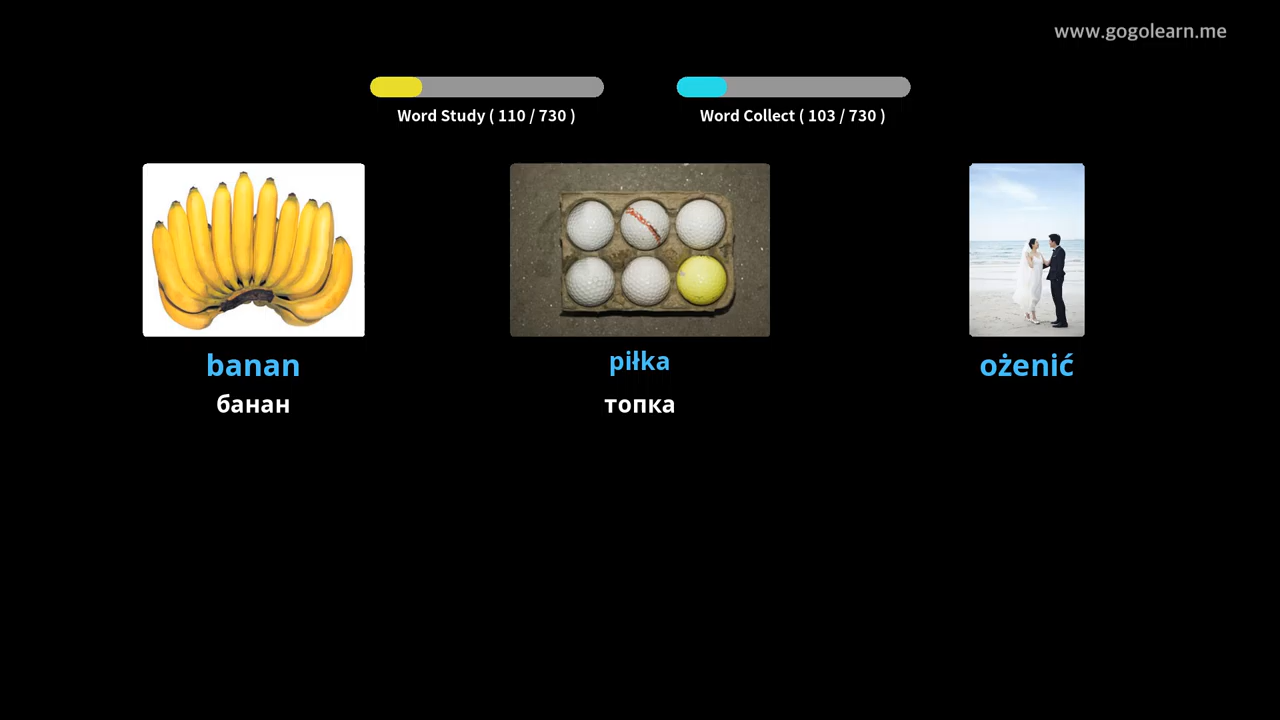 www.gogolearn.me
Word Study ( 110 / 730 )
Word Collect ( 103 / 730 )
banan
piłka
ożenić
банан
топка